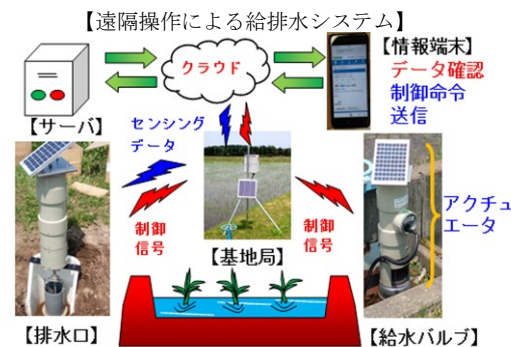 【遠隔操作による給排水システム】
クラウド
【サーバ】
【情報端末】
データ確認
制御命令
送信
センシング
データ
制御
信号
【基地局】
制御
信号
アクチュ
エータ
【排水口】
【給水バルブ】